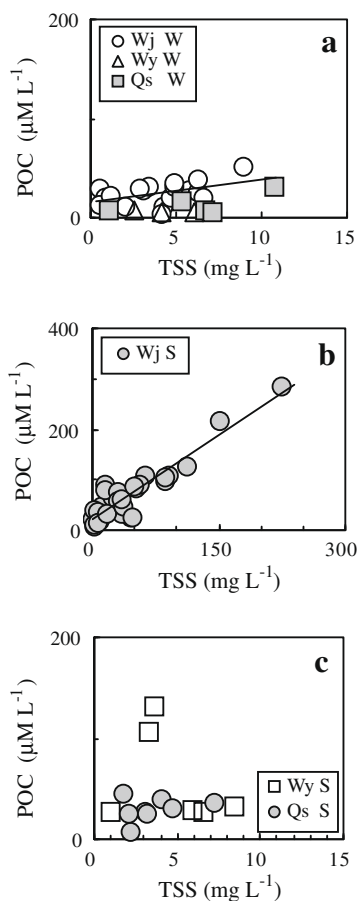 200
Wj W
Wy W
Qs W
a
POC (µM L-1)
0
0 5 10 15
TSS (mg L-1)
400
Wj S
b
200
POC (µM L-1)
0
0 150 300
TSS (mg L-1)
200
c
POC (µM L-1)
Wy S
Qs S
0
0 5 10 15
TSS (mg L-1)